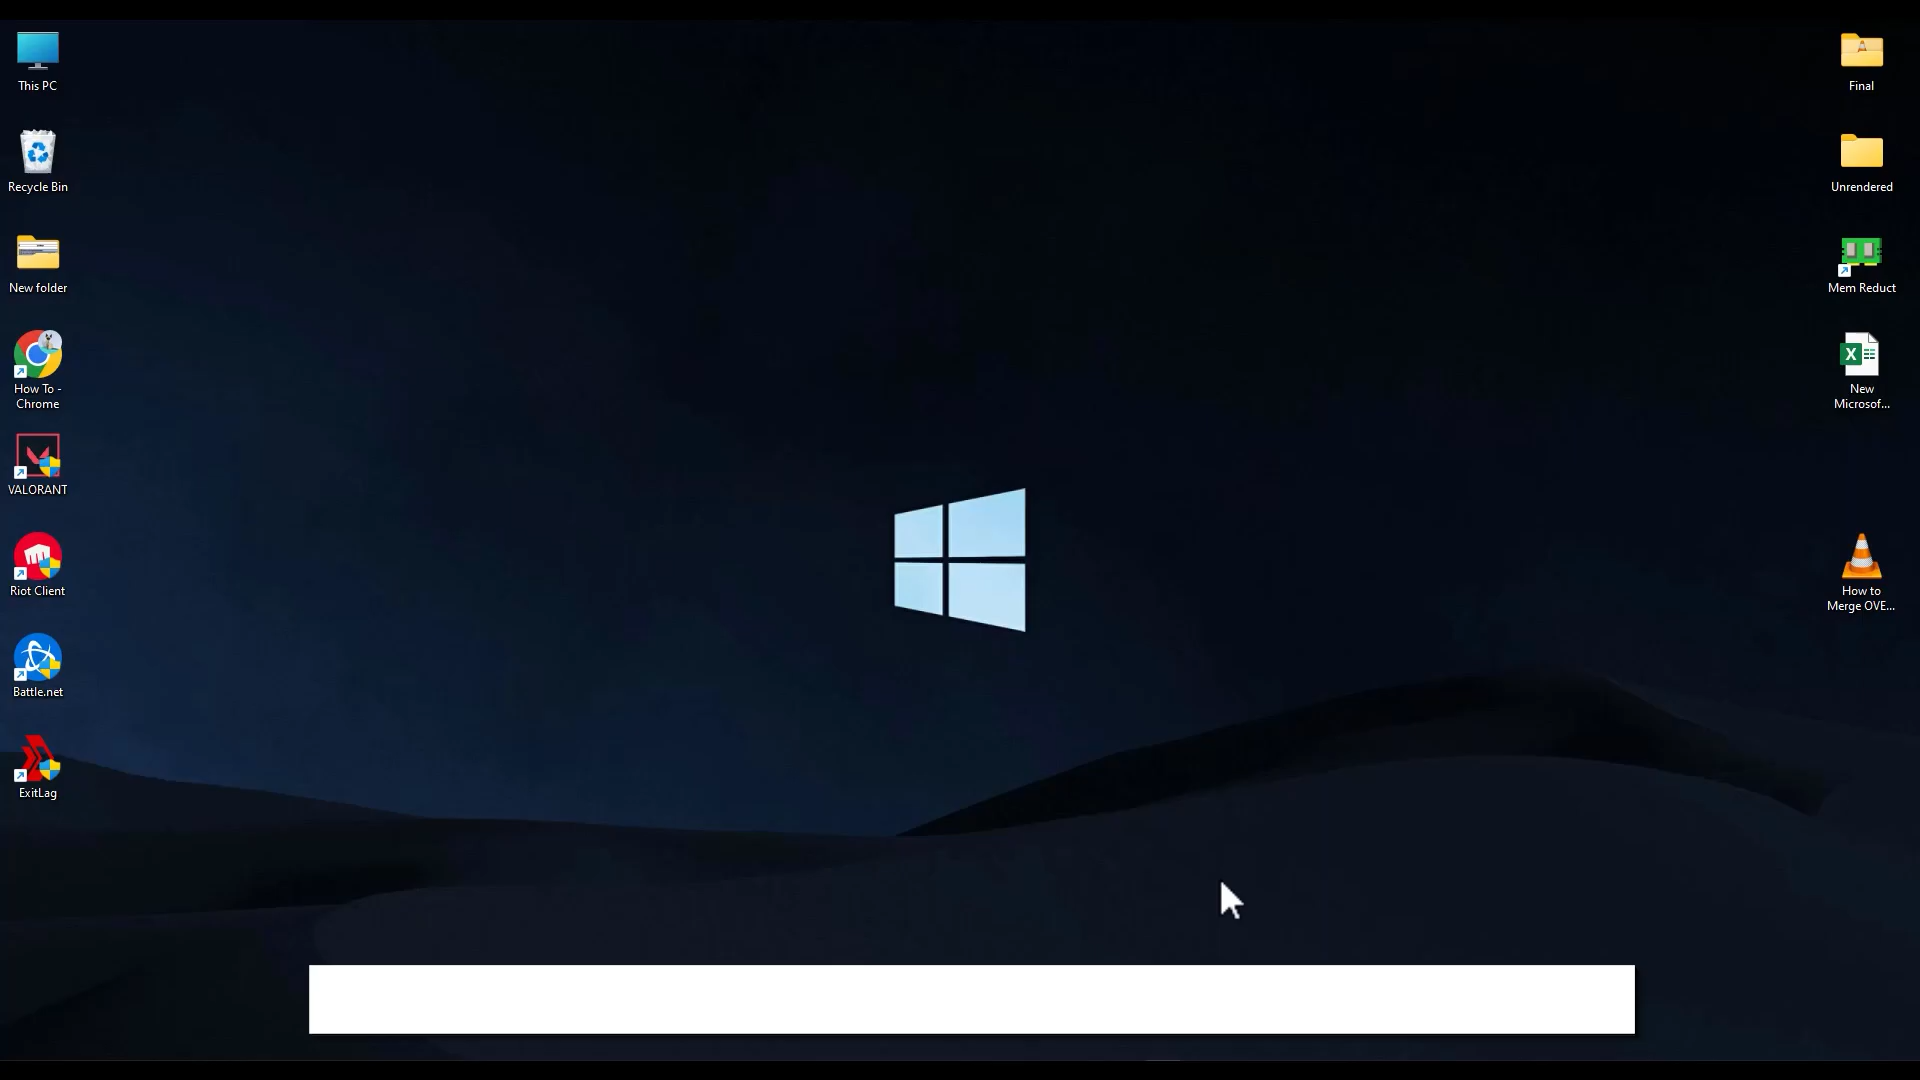 This PC
Recycle Bin
New folder
How To -
Chrome
VALORANT
Riot Client
Battle.net
ExitLag
Final
Unrendered
Mem Reduct
X
New
Microsof...
How to
Merge OVE...